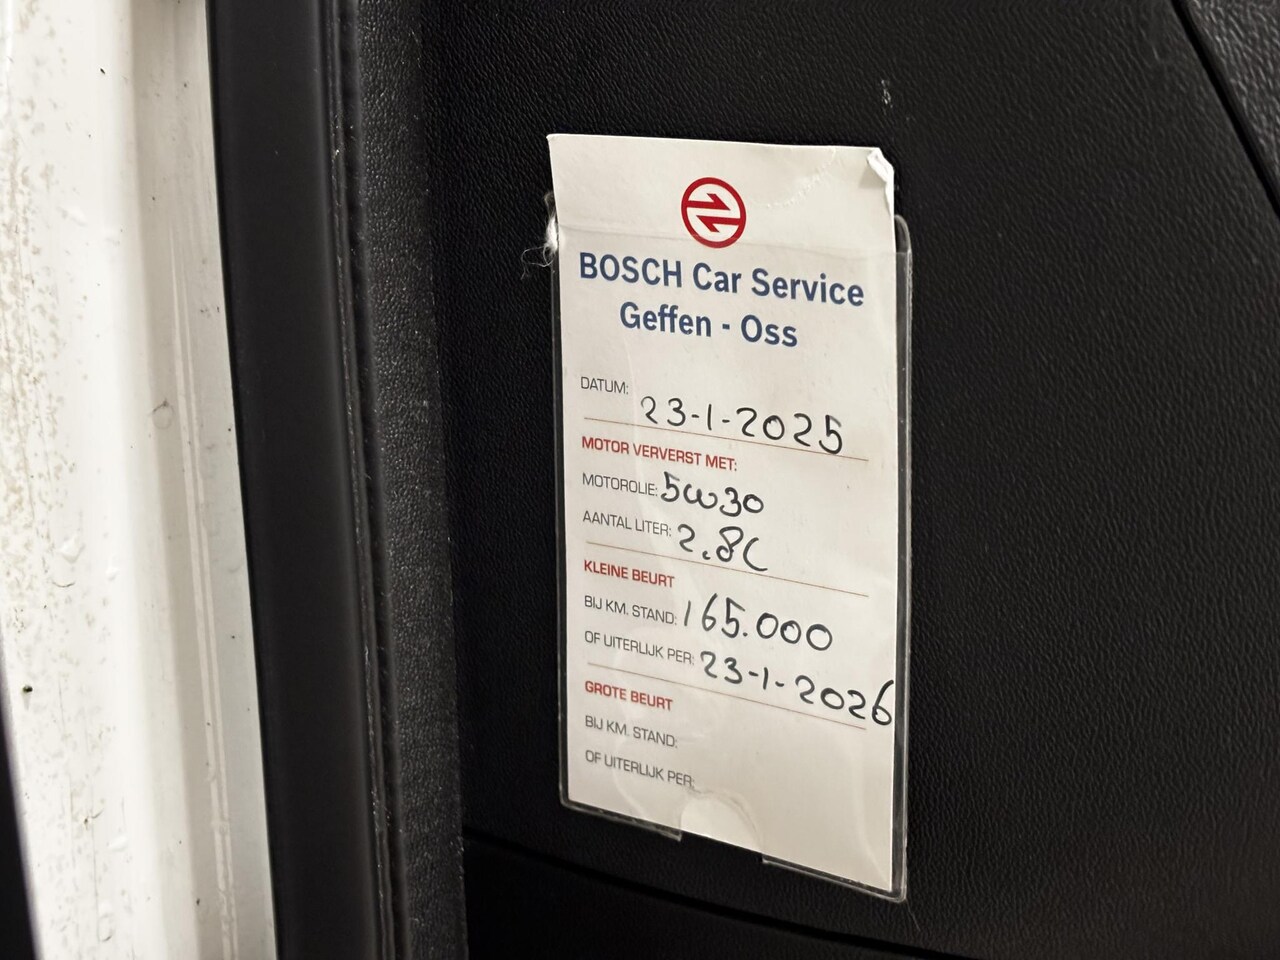 BOSCH Car Service
Geffen - Oss
DATUM: 23-1-2025
MOTOR VERVERST MET:
MOTOROLIE: 5w30
AANTAL LITER: 2.8L
KLEINE BEURT
BIJ KM. STAND: 165.000
OF UITERLIJK PER: 23-1-2026
GROTE BEURT
BIJ KM. STAND:
OF UITERLIJK PER: